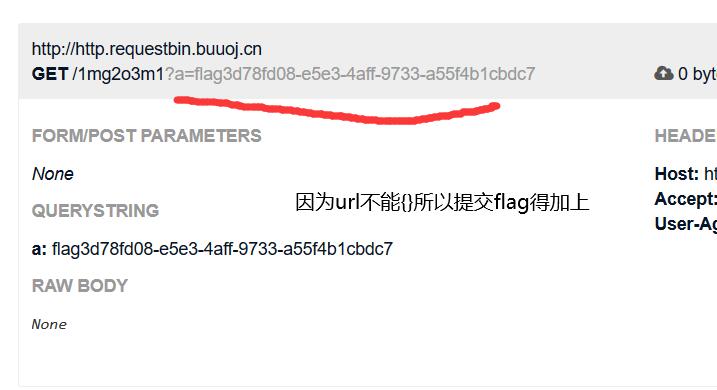 http://http.requestbin.buuoj.cn
GET /1mg2o3m1?a=flag3d78fd08-e5e3-4aff-9733-a55f4b1cbdc7
0 byt
FORM/POST PARAMETERS
None
QUERYSTRING
a: flag3d78fd08-e5e3-4aff-9733-a55f4b1cbdc7
RAW BODY
None
因为url不能{}所以提交flag得加上
HEADE
Host: ht
Accept:
User-Ag